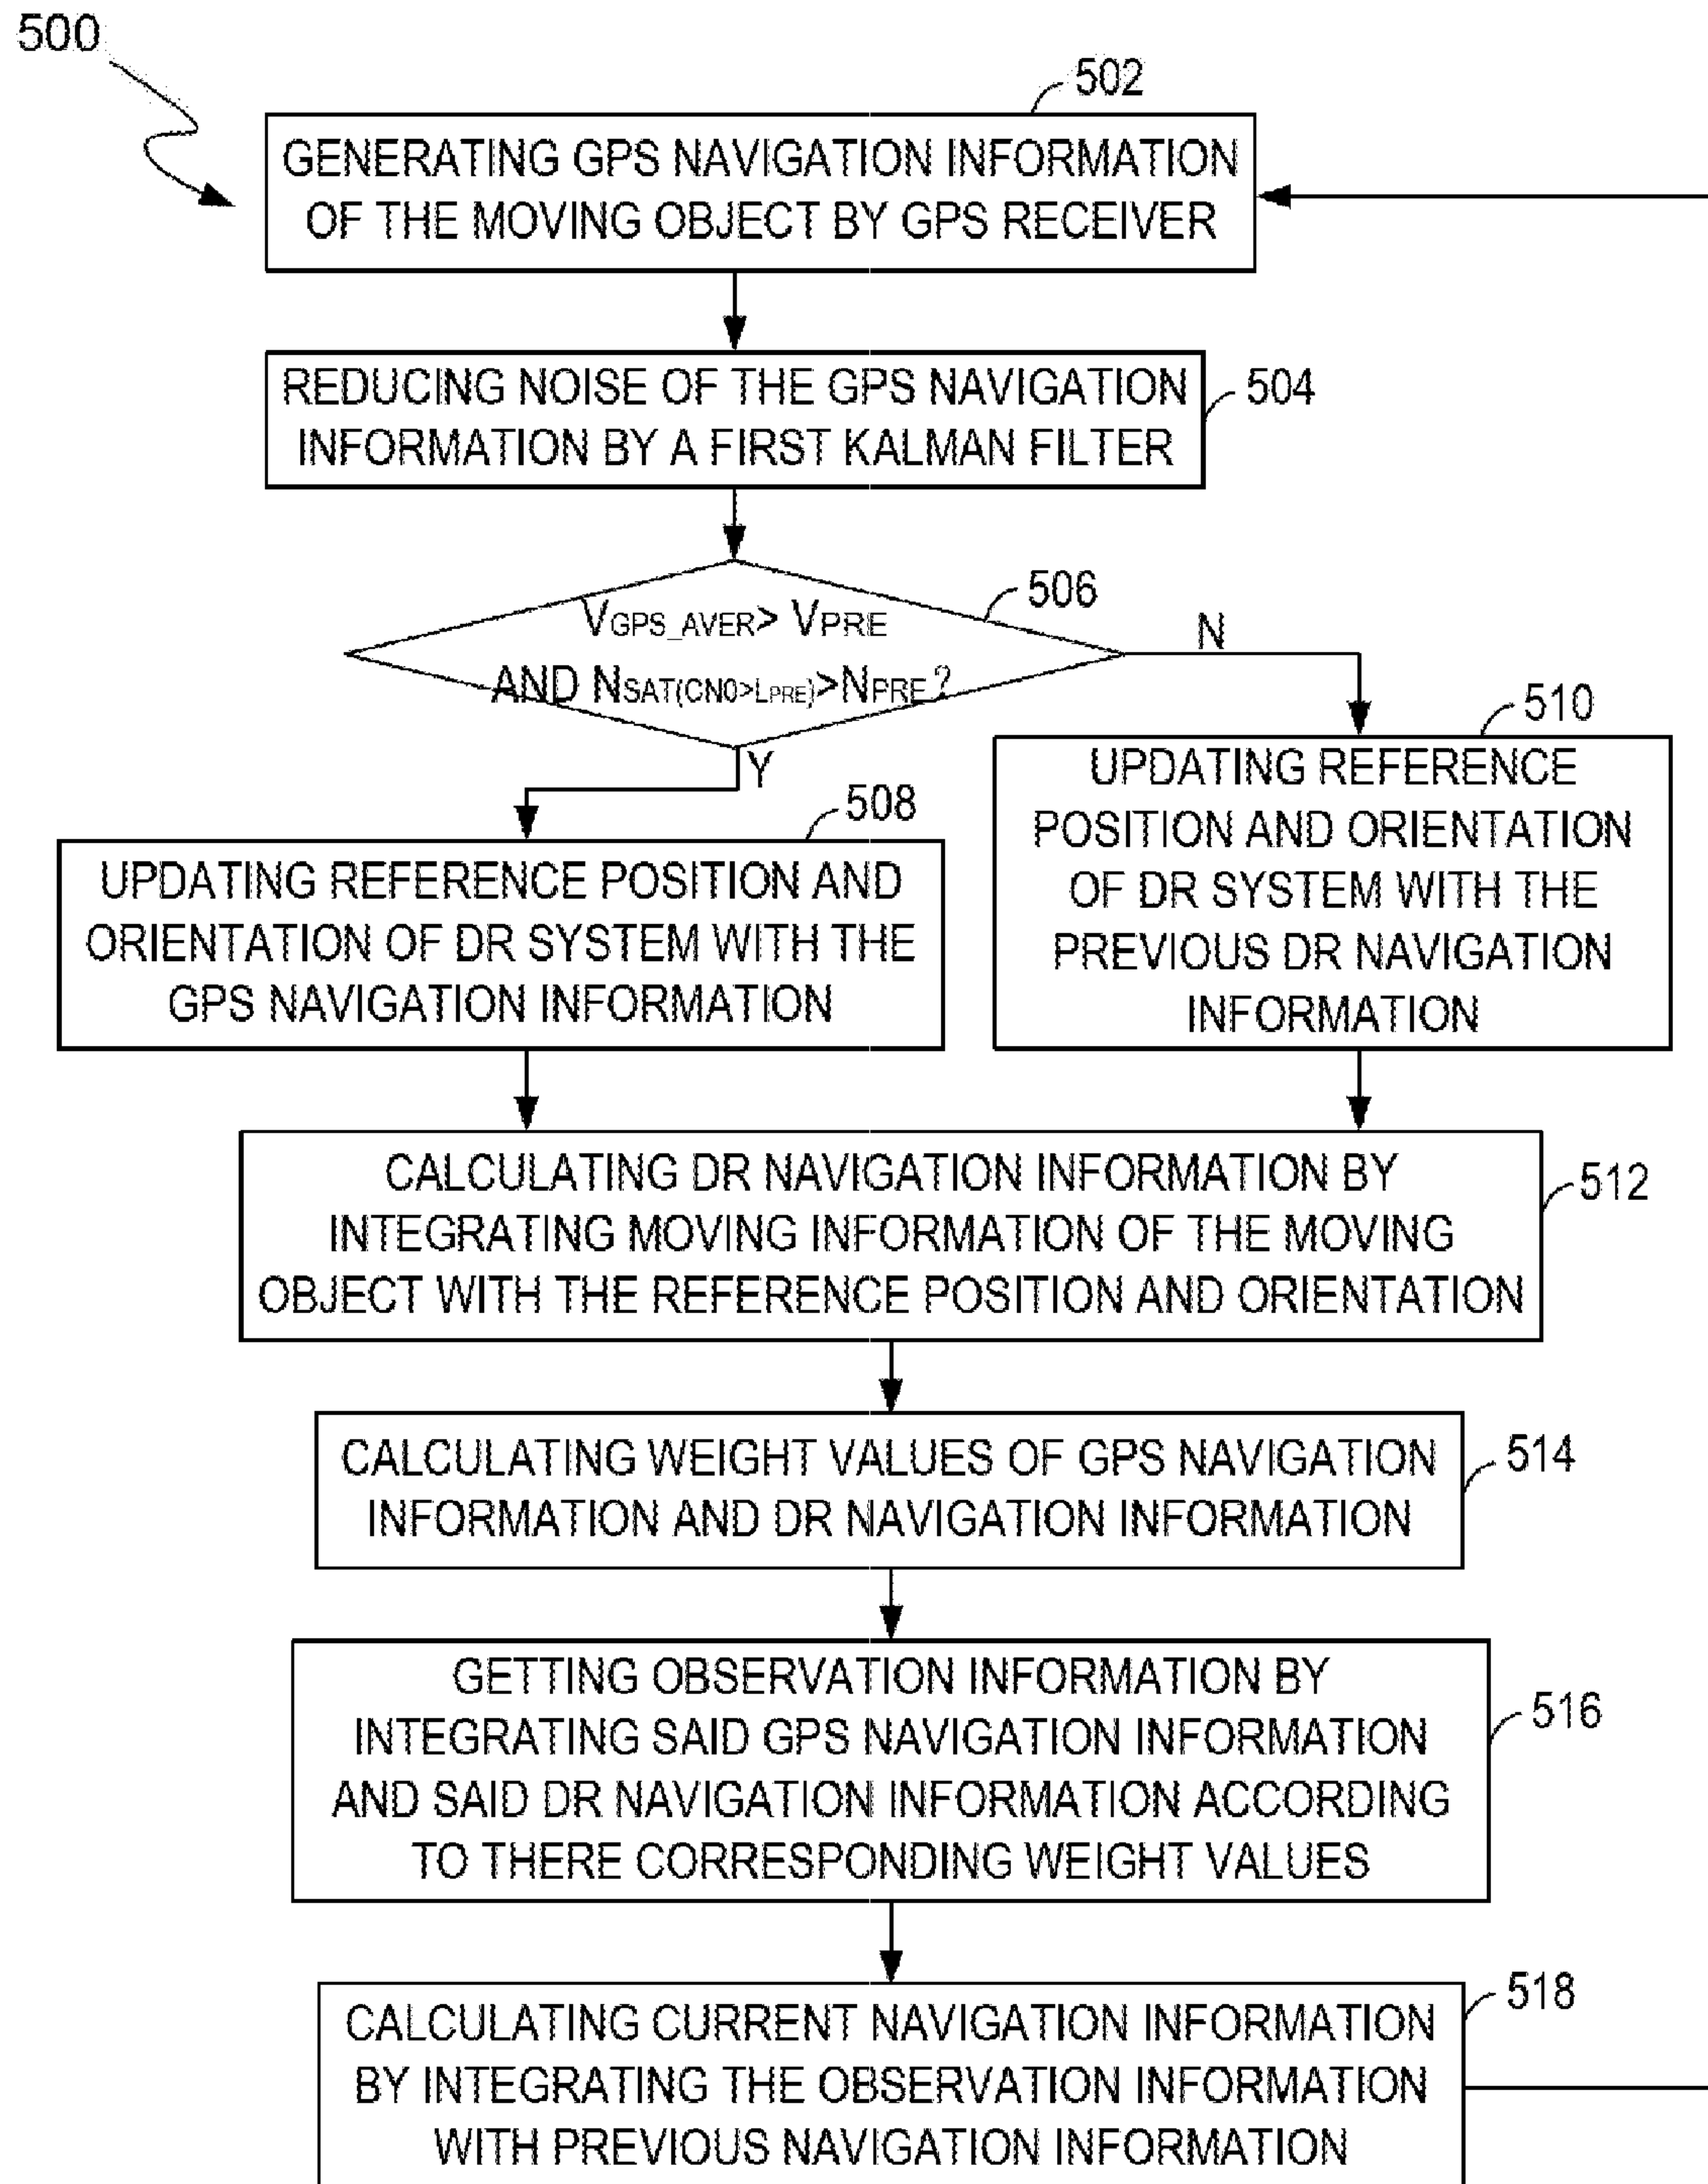 500
502
GENERATING GPS NAVIGATION INFORMATION
OF THE MOVING OBJECT BY GPS RECEIVER
REDUCING NOISE OF THE GPS NAVIGATION
INFORMATION BY A FIRST KALMAN FILTER
504
506
VGPS_AVER> VPRE
AND NSAT(CN0>LPRE)>NPRE?
N
Y
508
UPDATING REFERENCE POSITION AND
ORIENTATION OF DR SYSTEM WITH THE
GPS NAVIGATION INFORMATION
510
UPDATING REFERENCE
POSITION AND ORIENTATION
OF DR SYSTEM WITH THE
PREVIOUS DR NAVIGATION
INFORMATION
CALCULATING DR NAVIGATION INFORMATION BY
INTEGRATING MOVING INFORMATION OF THE MOVING
OBJECT WITH THE REFERENCE POSITION AND ORIENTATION
512
CALCULATING WEIGHT VALUES OF GPS NAVIGATION
INFORMATION AND DR NAVIGATION INFORMATION
514
GETTING OBSERVATION INFORMATION BY
INTEGRATING SAID GPS NAVIGATION INFORMATION
AND SAID DR NAVIGATION INFORMATION ACCORDING
TO THERE CORRESPONDING WEIGHT VALUES
516
CALCULATING CURRENT NAVIGATION INFORMATION
BY INTEGRATING THE OBSERVATION INFORMATION
WITH PREVIOUS NAVIGATION INFORMATION
518